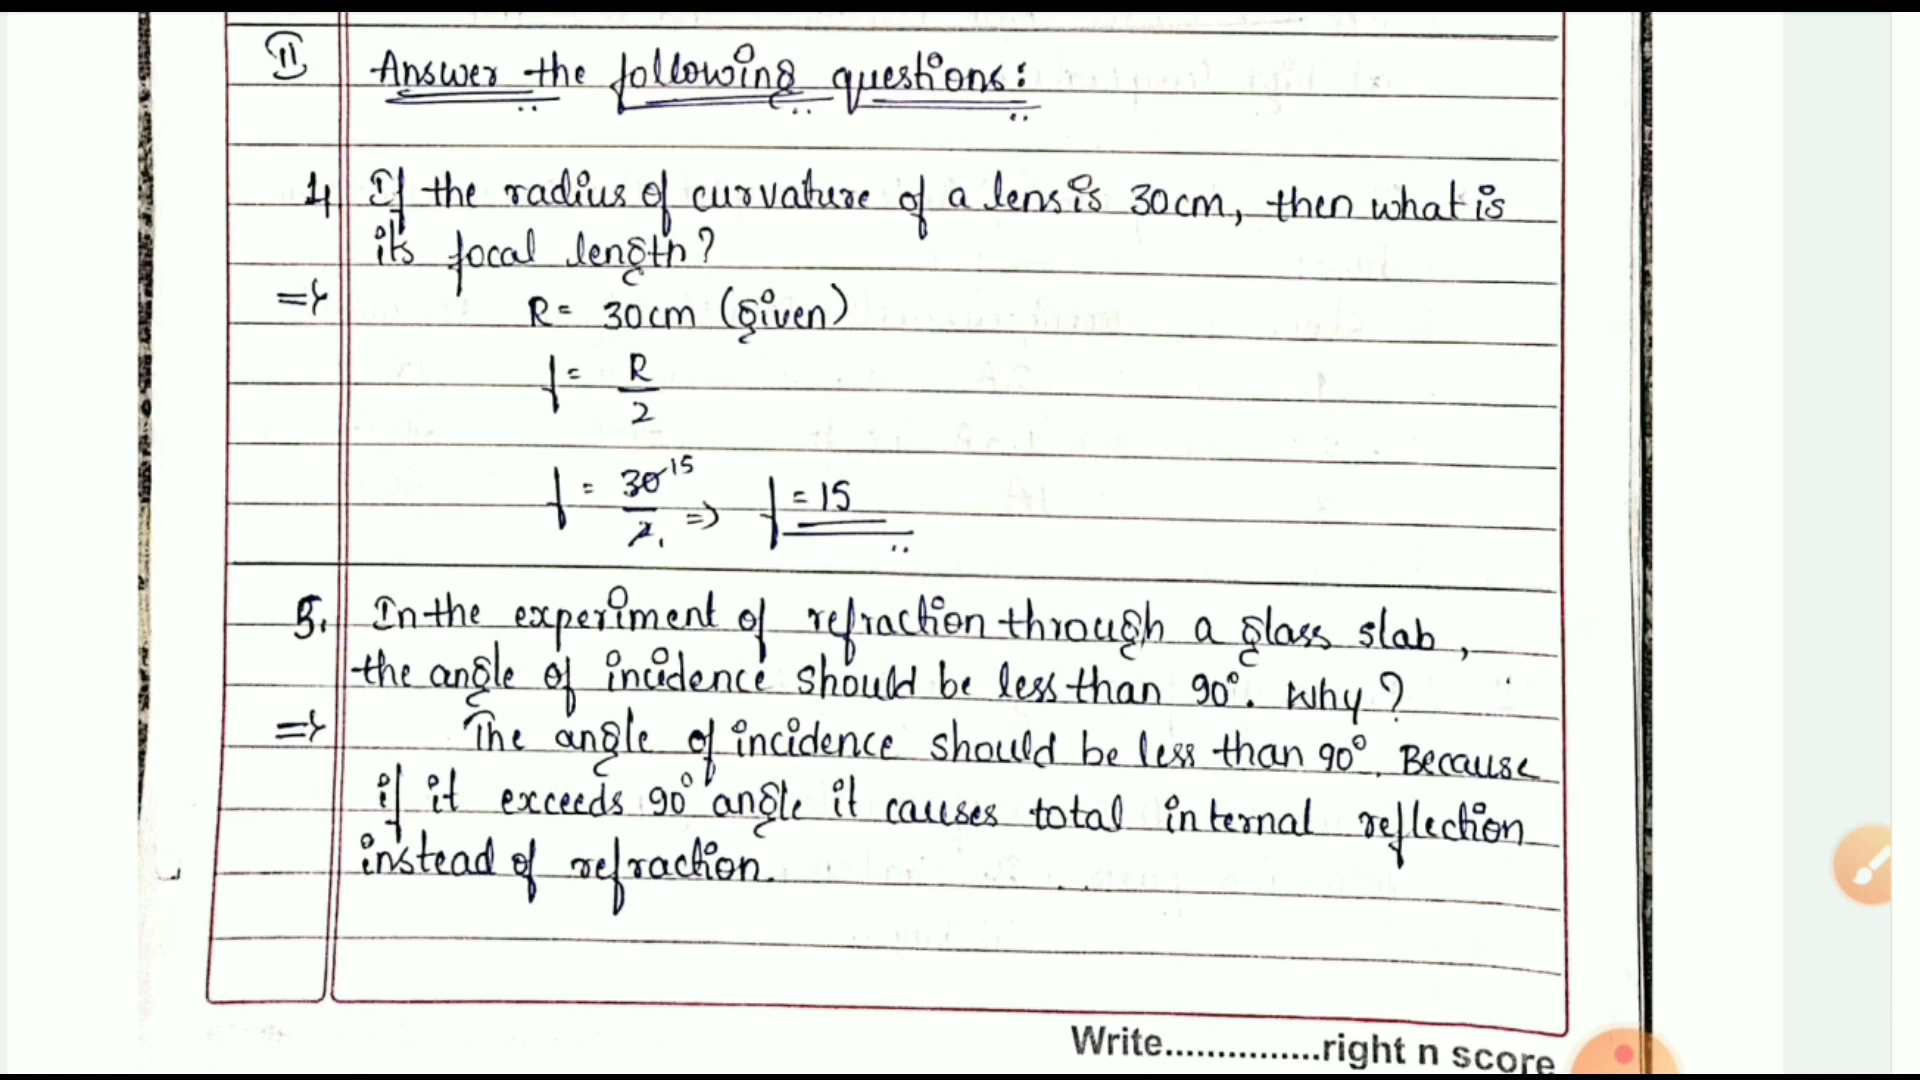 II Answer the following questions:
4 If the radius of curvature of a lens is 30cm, then what is
its focal length?
=> R= 30cm (given)
f= R
2
f = 30 15
2 1 => f = 15
5. In the experiment of refraction through a glass slab,
the angle of incidence should be less than 90°. Why?
=> The angle of incidence should be less than 90°. Because
if it exceeds 90° angle it causes total internal reflection
instead of refraction.
Write...............right n score